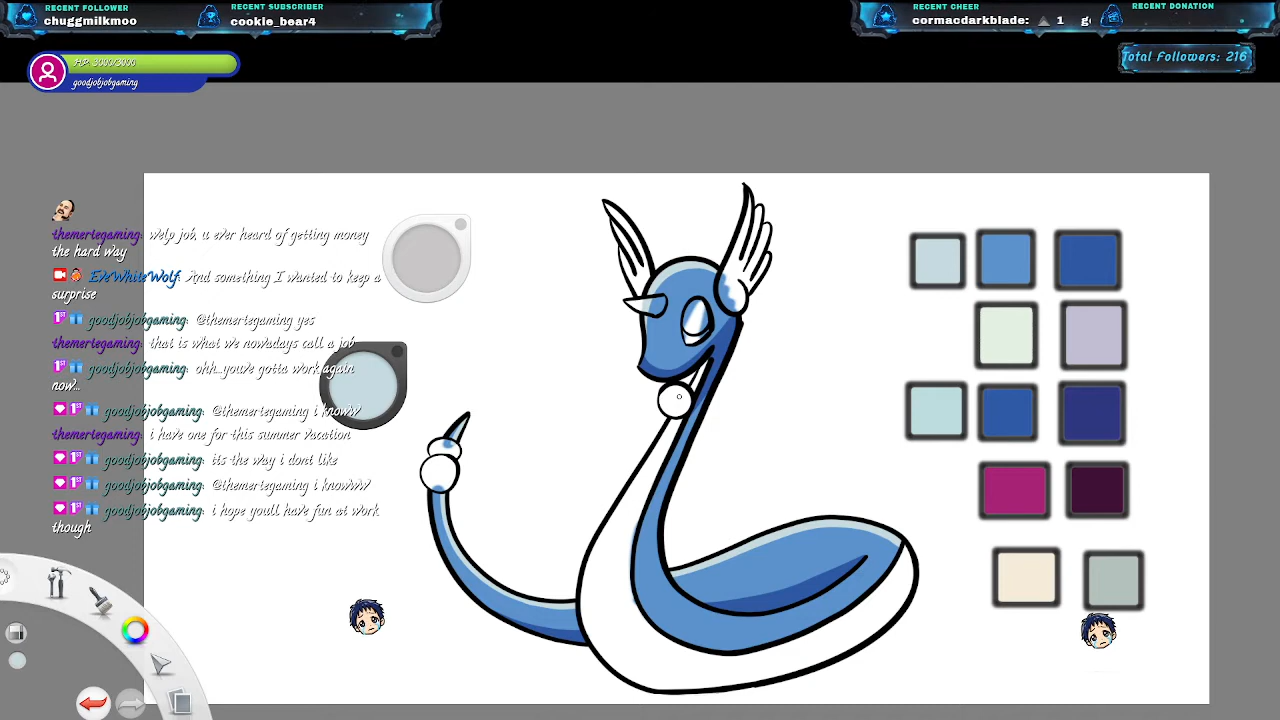 RECENT FOLLOWER
chuggmilkmoo
RECENT SUBSCRIBER
cookie_bear4
RECENT CHEER
cormacdarkblade: 1
RECENT DONATION
HP: 3000/3000
goodjobjobgaming
Total Followers: 216
themertegaming: welp job, u ever heard of getting money
the hard way
EveWhiteWolf: And something I wanted to keep a
surprise
goodjobjobgaming: @themertegaming yes
themertegaming: that is what we nowadays call a job
goodjobjobgaming: ohh...youve gotta work again
now...
goodjobjobgaming: @themertegaming i knowW
themertegaming: i have one for this summer vacation
goodjobjobgaming: its the way i dont like
goodjobjobgaming: @themertegaming i knowWW
goodjobjobgaming: i hope youll have fun at work
though